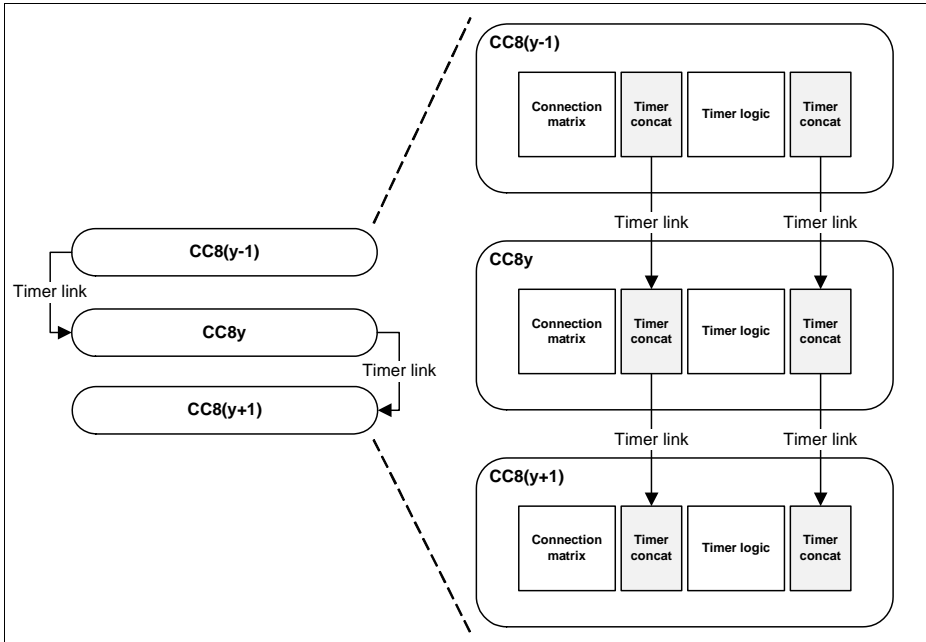 CC8(y-1)
Timer link
CC8y
Timer link
CC8(y+1)
CC8(y-1)
Connection
matrix
Timer
concat
Timer logic
Timer
concat
Timer link
Timer link
CC8y
Connection
matrix
Timer
concat
Timer logic
Timer
concat
Timer link
Timer link
CC8(y+1)
Connection
matrix
Timer
concat
Timer logic
Timer
concat